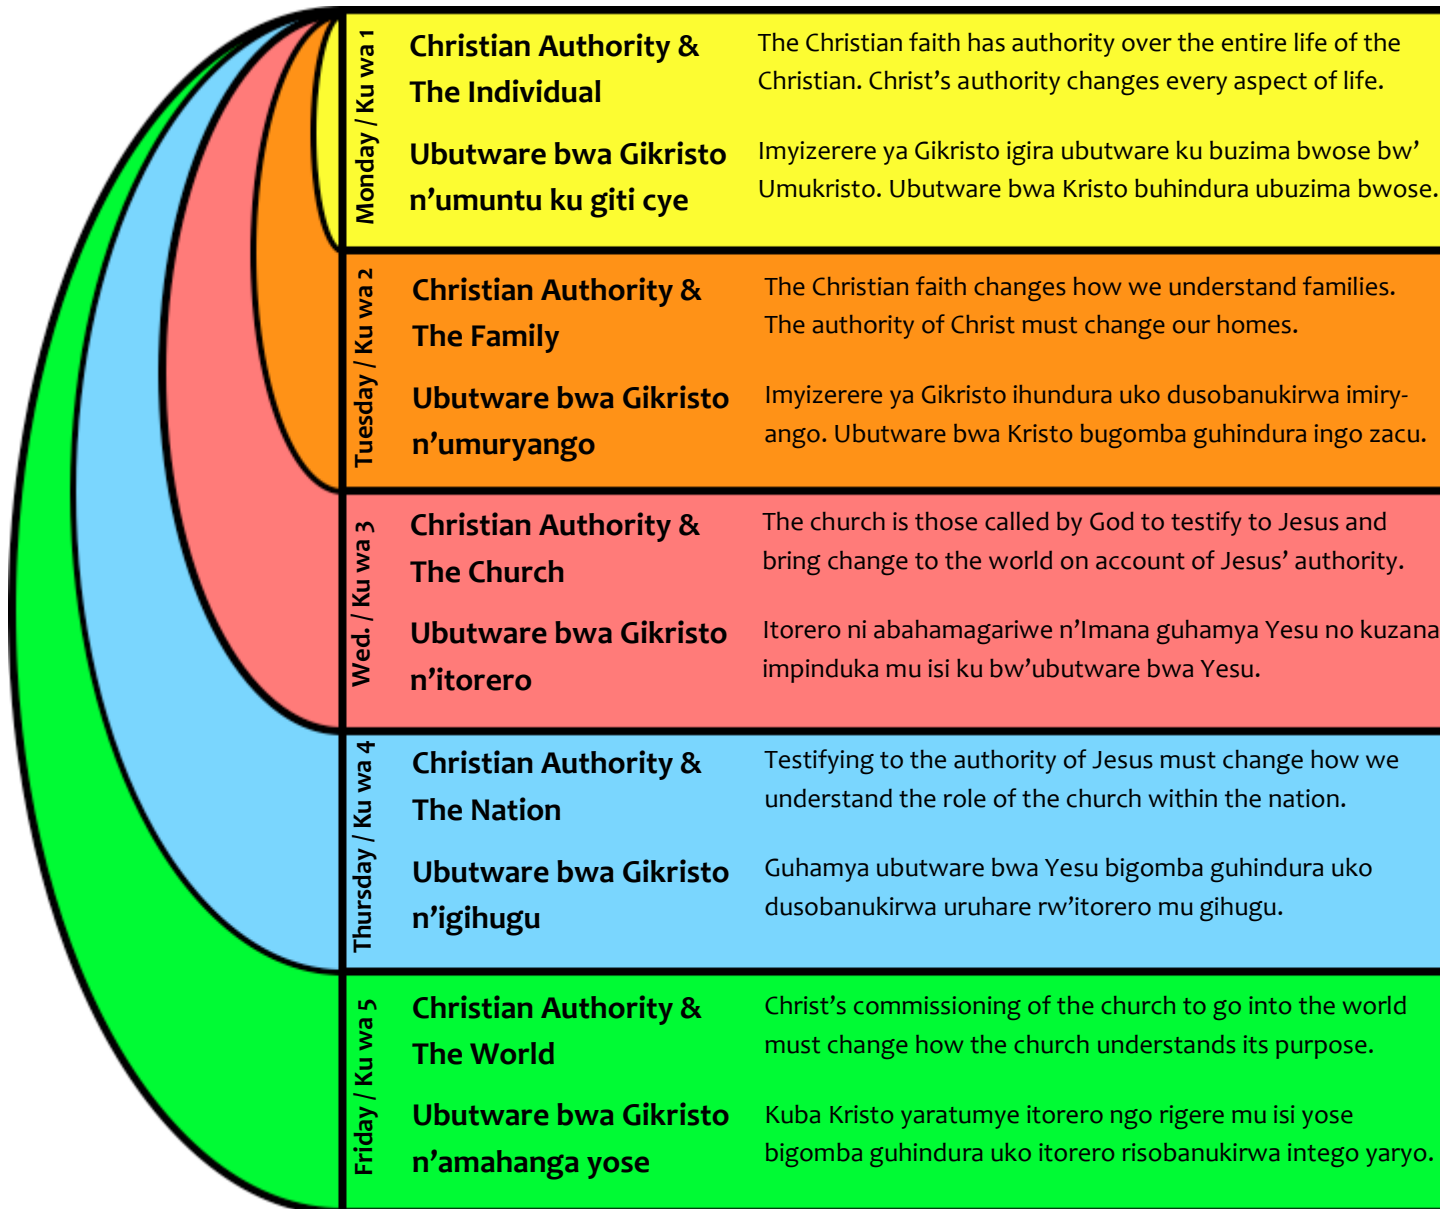 Monday / Ku wa 1
Christian Authority &
The Individual
The Christian faith has authority over the entire life of the
Christian. Christ’s authority changes every aspect of life.
Ubutware bwa Gikristo
n’umuntu ku giti cye
Imyizerere ya Gikristo igira ubutware ku buzima bwose bw’
Umukristo. Ubutware bwa Kristo buhindura ubuzima bwose.
Tuesday / Ku wa 2
Christian Authority &
The Family
The Christian faith changes how we understand families.
The authority of Christ must change our homes.
Ubutware bwa Gikristo
n’umuryango
Imyizerere ya Gikristo ihundura uko dusobanukirwa imiry-
ango. Ubutware bwa Kristo bugomba guhindura ingo zacu.
Wed. / Ku wa 3
Christian Authority &
The Church
The church is those called by God to testify to Jesus and
bring change to the world on account of Jesus’ authority.
Ubutware bwa Gikristo
n’itorero
Itorero ni abahamagariwe n’Imana guhamya Yesu no kuzana
impinduka mu isi ku bw’ubutware bwa Yesu.
Thursday / Ku wa 4
Christian Authority &
The Nation
Testifying to the authority of Jesus must change how we
understand the role of the church within the nation.
Ubutware bwa Gikristo
n’igihugu
Guhamya ubutware bwa Yesu bigomba guhindura uko
dusobanukirwa uruhare rw’itorero mu gihugu.
Friday / Ku wa 5
Christian Authority &
The World
Christ’s commissioning of the church to go into the world
must change how the church understands its purpose.
Ubutware bwa Gikristo
n’amahanga yose
Kuba Kristo yaratumye itorero ngo rigere mu isi yose
bigomba guhindura uko itorero risobanukirwa intego yaryo.